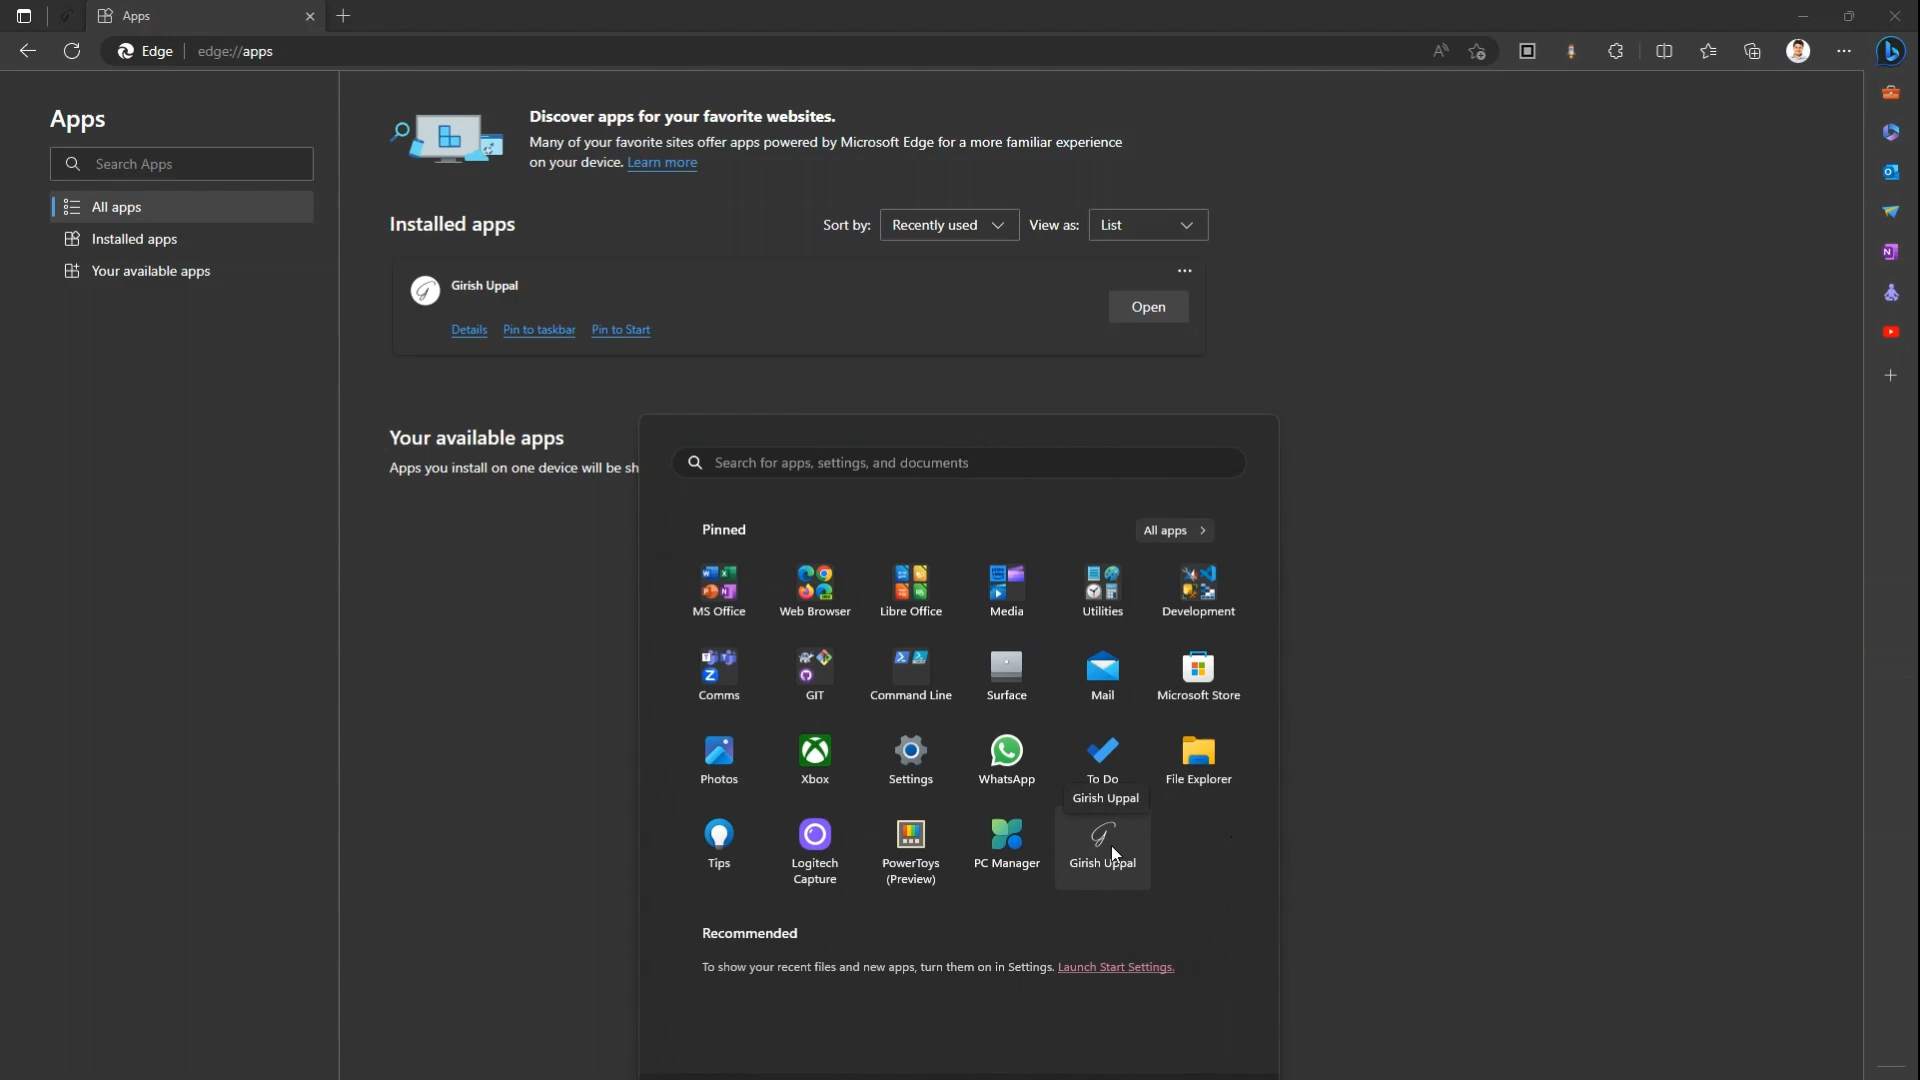 Apps
Edge
edge://apps
Apps
Search Apps
All apps
Installed apps
Your available apps
Discover apps for your favorite websites.
Many of your favorite sites offer apps powered by Microsoft Edge for a more familiar experience
on your device. Learn more
Installed apps
Sort by: Recently used View as: List
Girish Uppal
Open
Details Pin to taskbar Pin to Start
Your available apps
Apps you install on one device will be sh
Search for apps, settings, and documents
Pinned
All apps
MS Office Web Browser Libre Office Media Utilities Development
Comms GIT Command Line Surface Mail Microsoft Store
Photos Xbox Settings WhatsApp To Do File Explorer
Girish Uppal
Tips Logitech Capture PowerToys (Preview) PC Manager Girish Uppal
Recommended
To show your recent files and new apps, turn them on in Settings. Launch Start Settings.